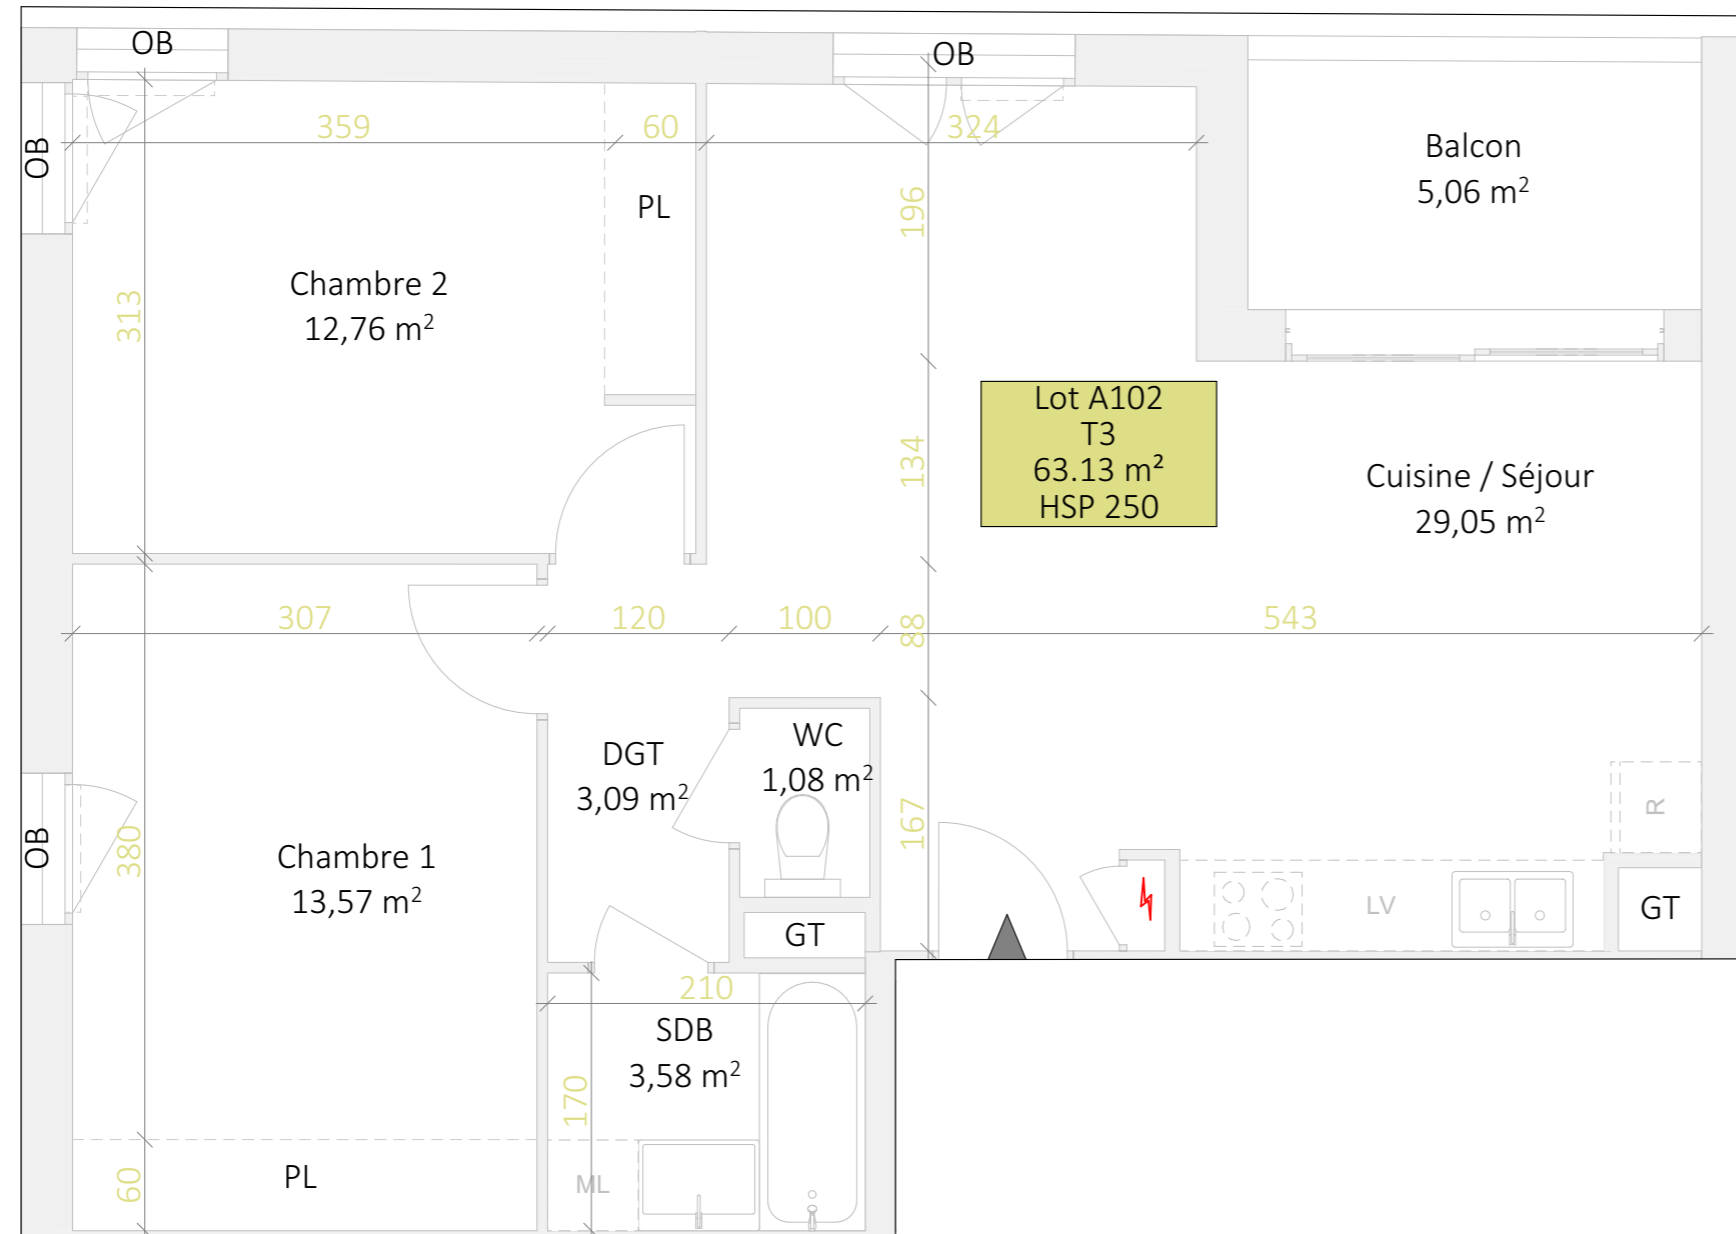 OB
OB
OB
359
60
324
Balcon
5,06 m²
PL
196
Chambre 2
12,76 m²
313
Lot A102
T3
63.13 m²
HSP 250
134
Cuisine / Séjour
29,05 m²
307
120
100
88
543
DGT
3,09 m²
WC
1,08 m²
167
R
OB
380
Chambre 1
13,57 m²
LV
GT
GT
210
SDB
3,58 m²
170
60
PL
ML